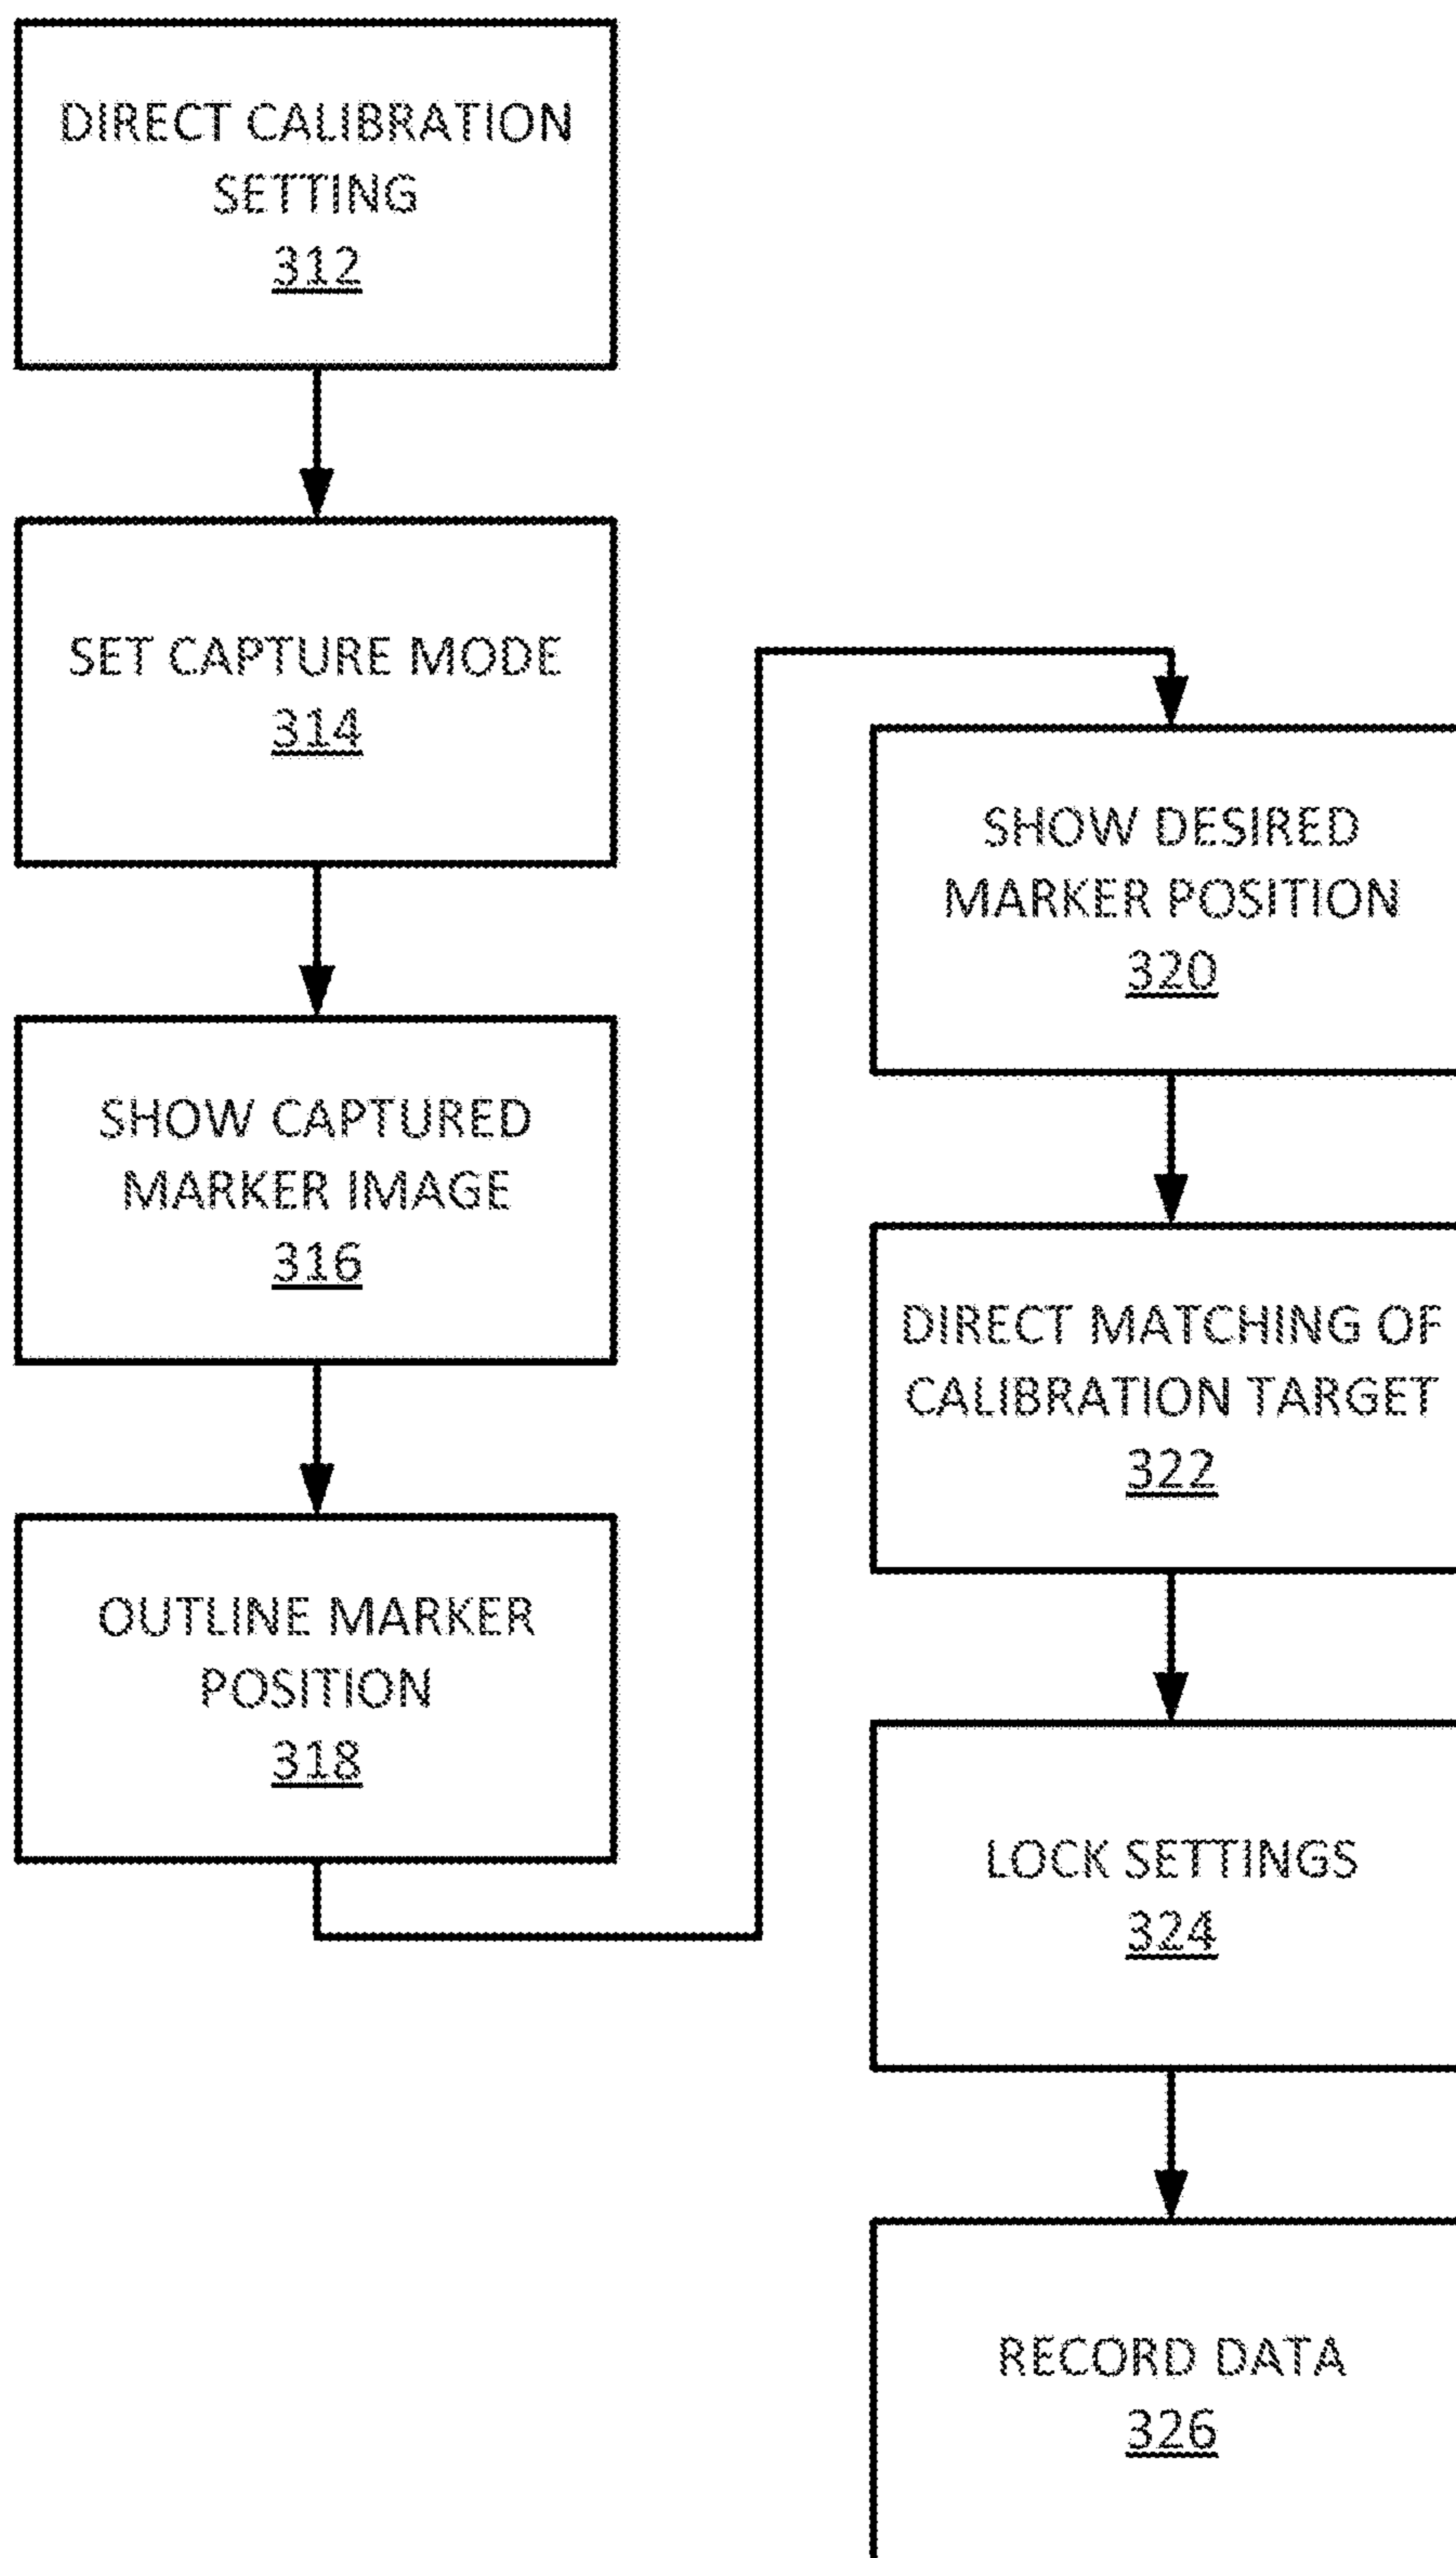 DIRECT CALIBRATION
SETTING
312
SET CAPTURE MODE
314
SHOW CAPTURED
MARKER IMAGE
316
OUTLINE MARKER
POSITION
318
SHOW DESIRED
MARKER POSITION
320
DIRECT MATCHING OF
CALIBRATION TARGET
322
LOCK SETTINGS
324
RECORD DATA
326